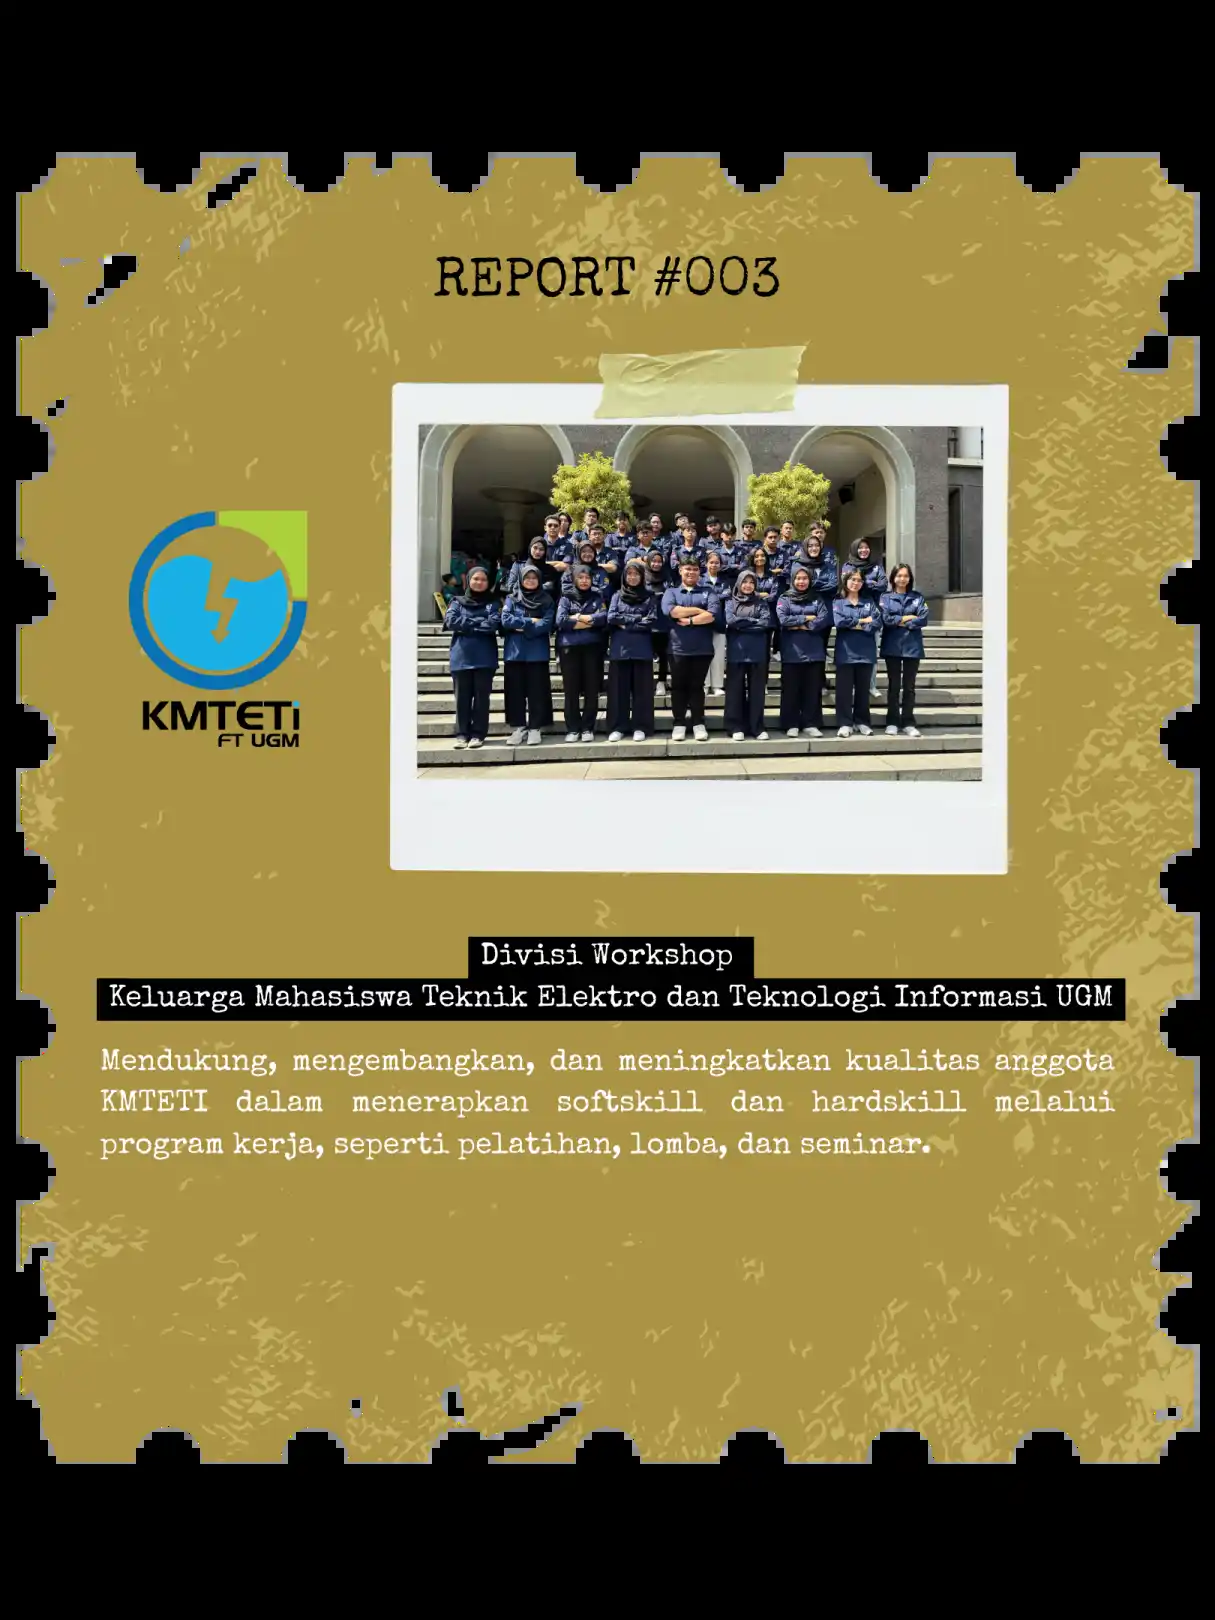 REPORT #003
KMTETi
FT UGM
Divisi Workshop
Keluarga Mahasiswa Teknik Elektro dan Teknologi Informasi UGM
Mendukung, mengembangkan, dan meningkatkan kualitas anggota
KMTETI dalam menerapkan softskill dan hardskill melalui
program kerja, seperti pelatihan, lomba, dan seminar.